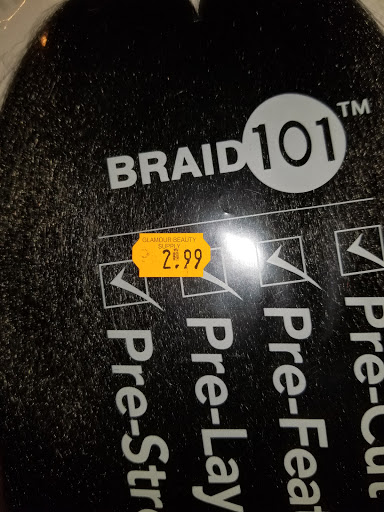 BRAID101™
GLAMOUR BEAUTY
SUPPLY
2.99
Pre-Str
Pre-Lay
Pre-Feat
Pre-Cut